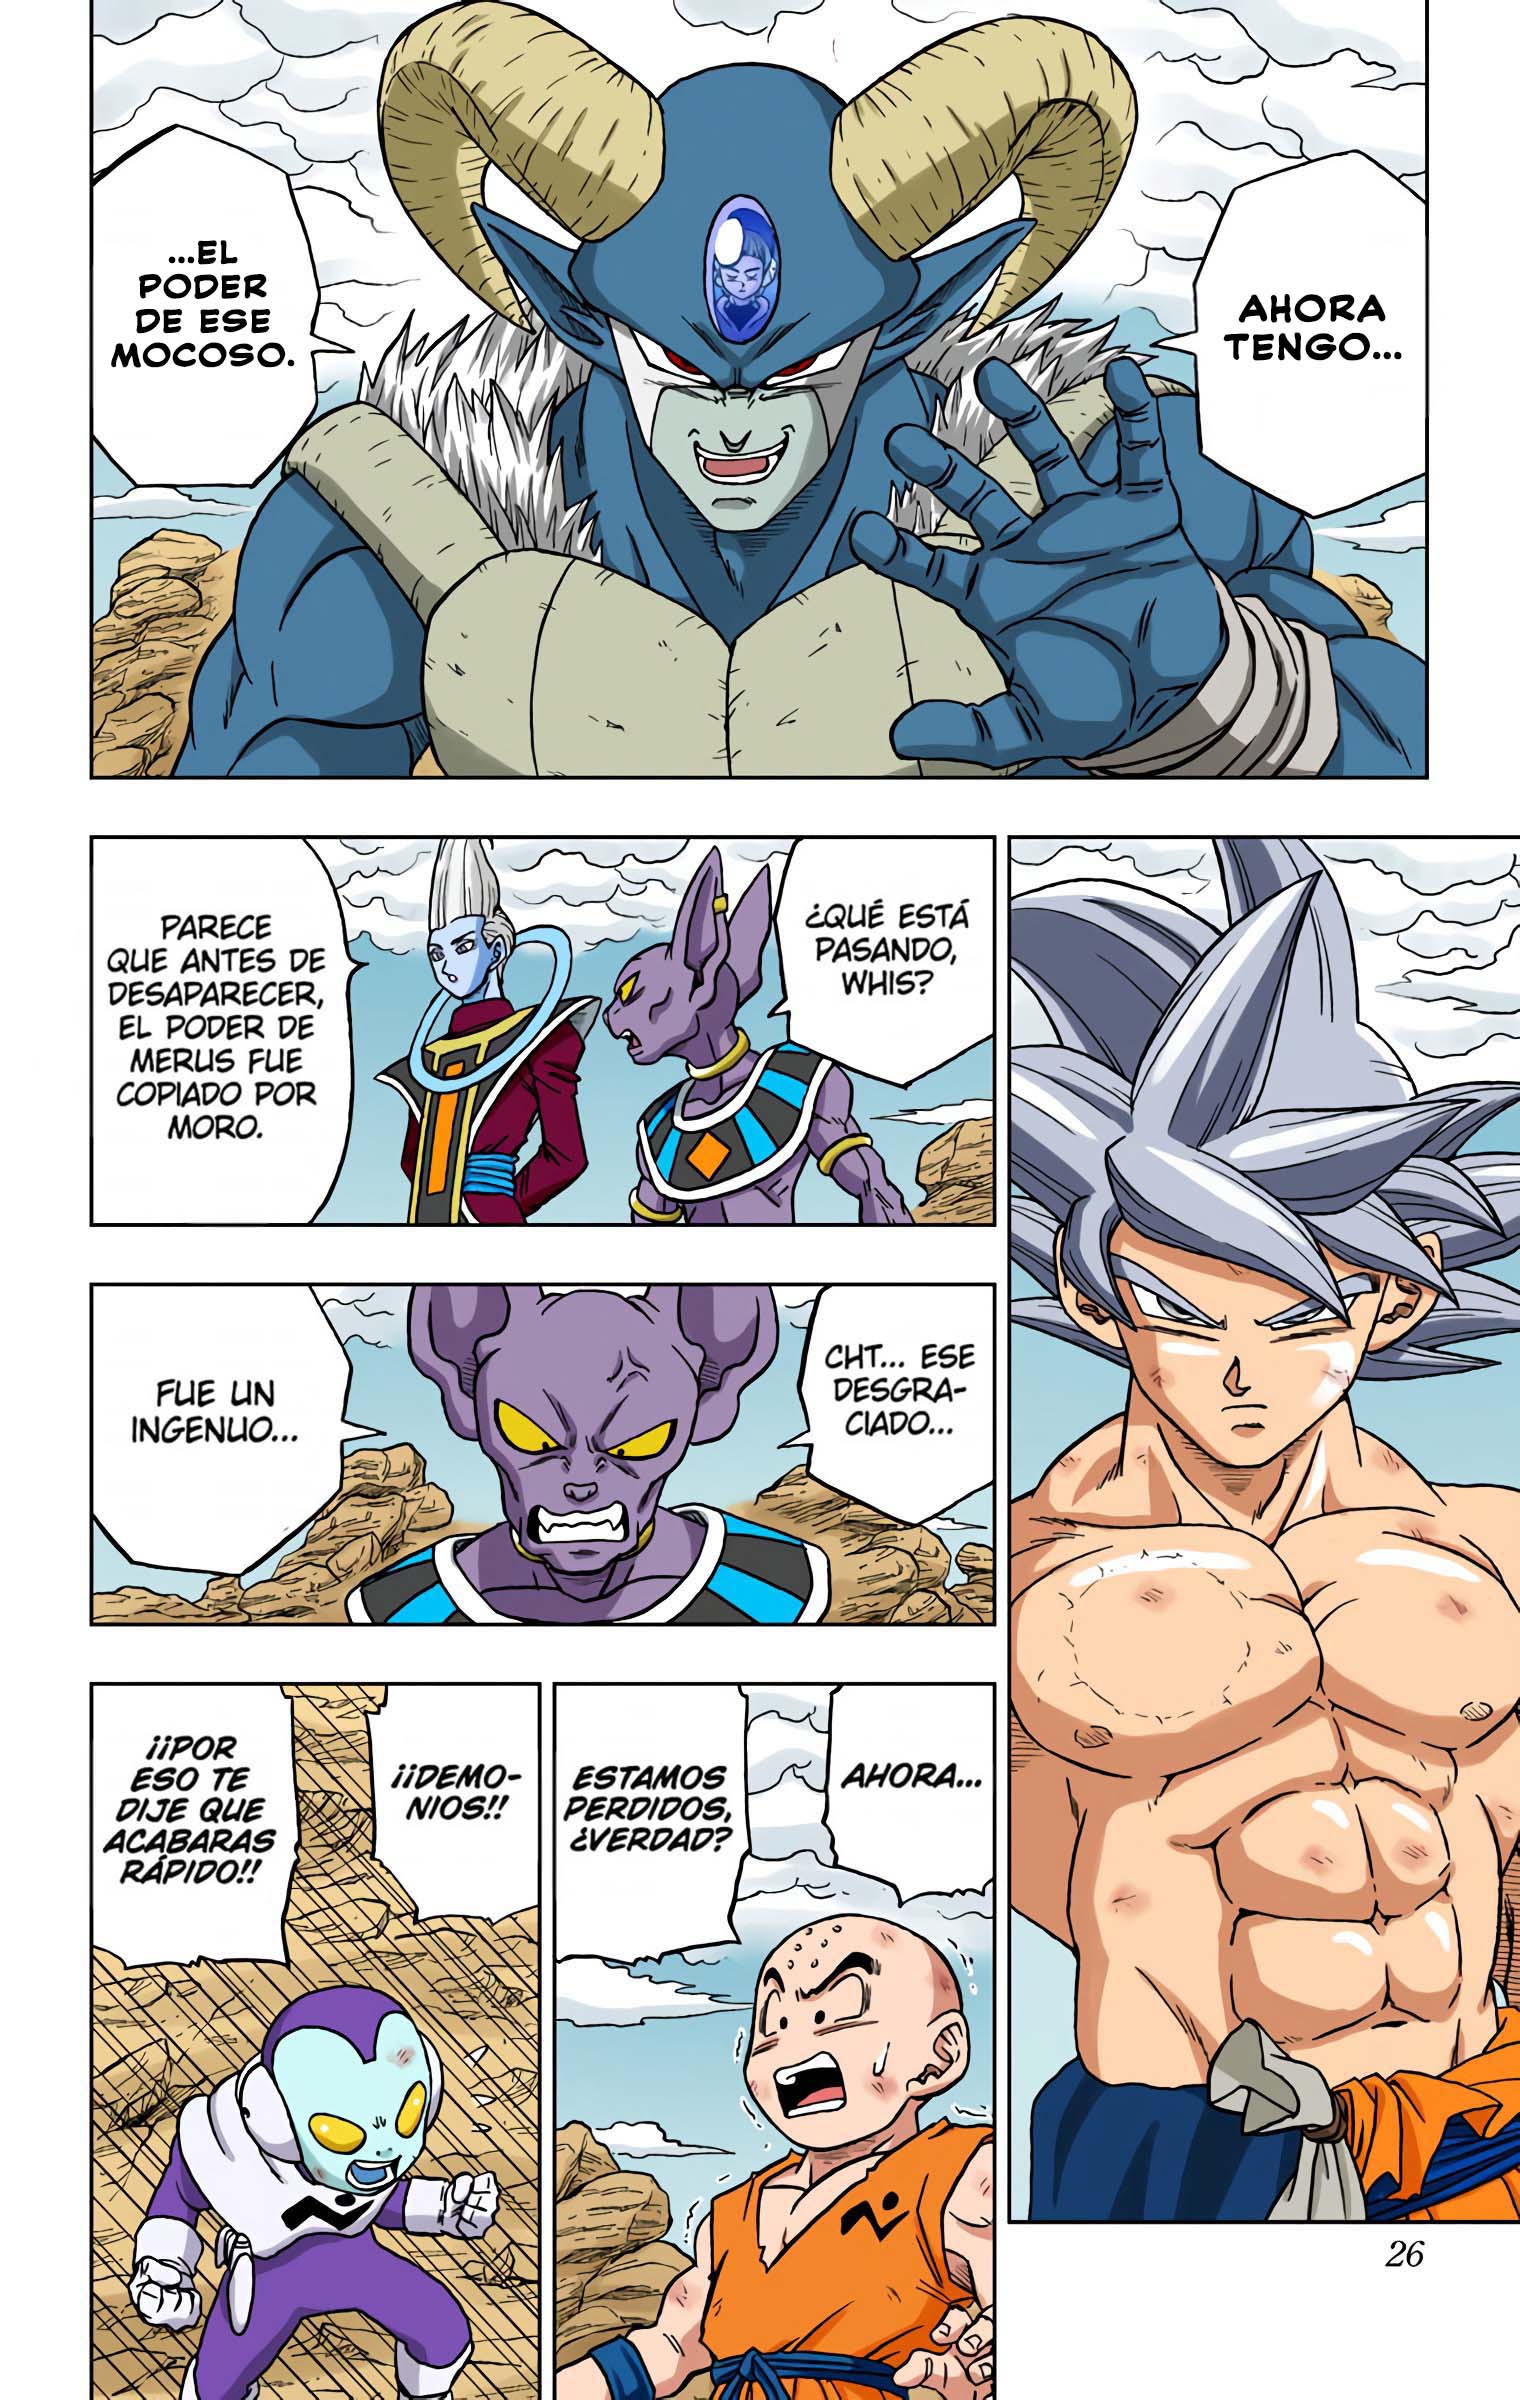 AHORA
TENGO...
...EL
PODER
DE ESE
MOCOSO.
¿QUÉ ESTÁ
PASANDO,
WHIS?
PARECE
QUE ANTES DE
DESAPARECER,
EL PODER DE
MERUS FUE
COPIADO POR
MORO.
CHT... ESE
DESGRA-
CIADO...
FUE UN
INGENUO...
AHORA...
ESTAMOS
PERDIDOS,
¿VERDAD?
¡¡DEMO-
NIOS!!
¡¡POR
ESO TE
DIJE QUE
ACABARAS
RÁPIDO!!
26